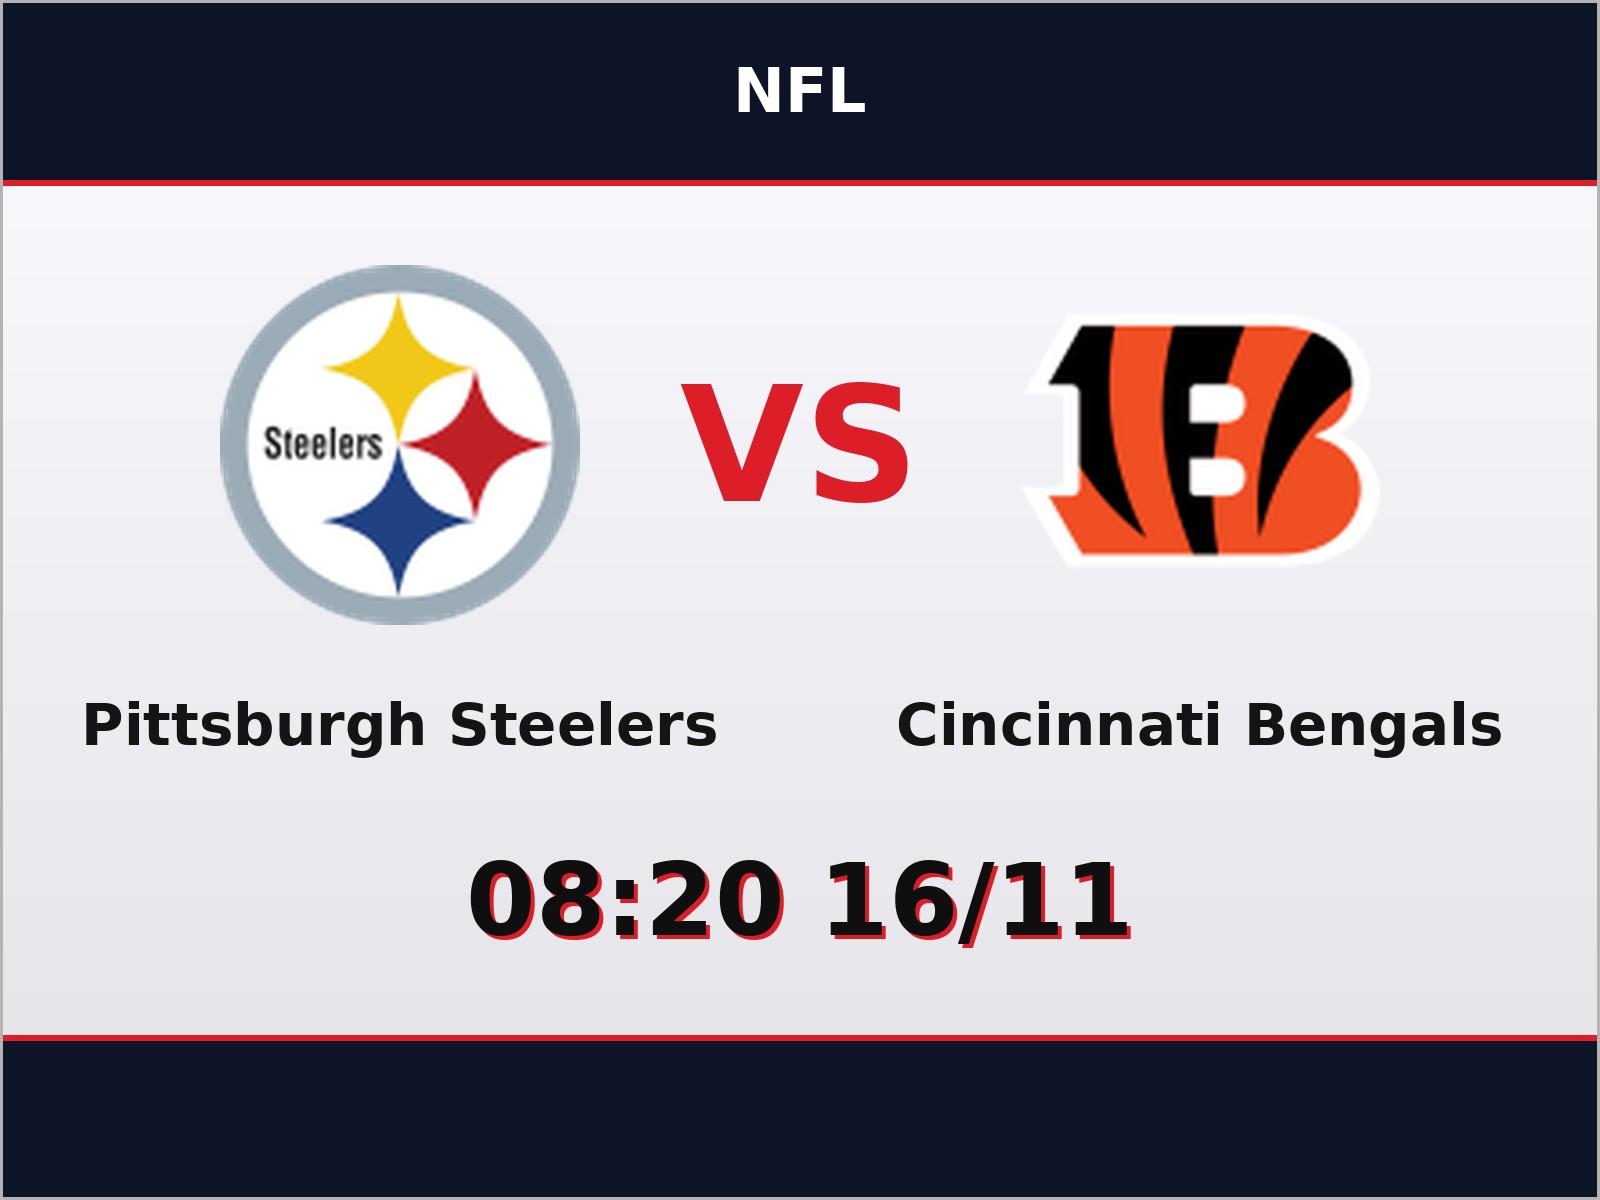 NFL
Steelers
VS
Pittsburgh Steelers
Cincinnati Bengals
08:20 16/11